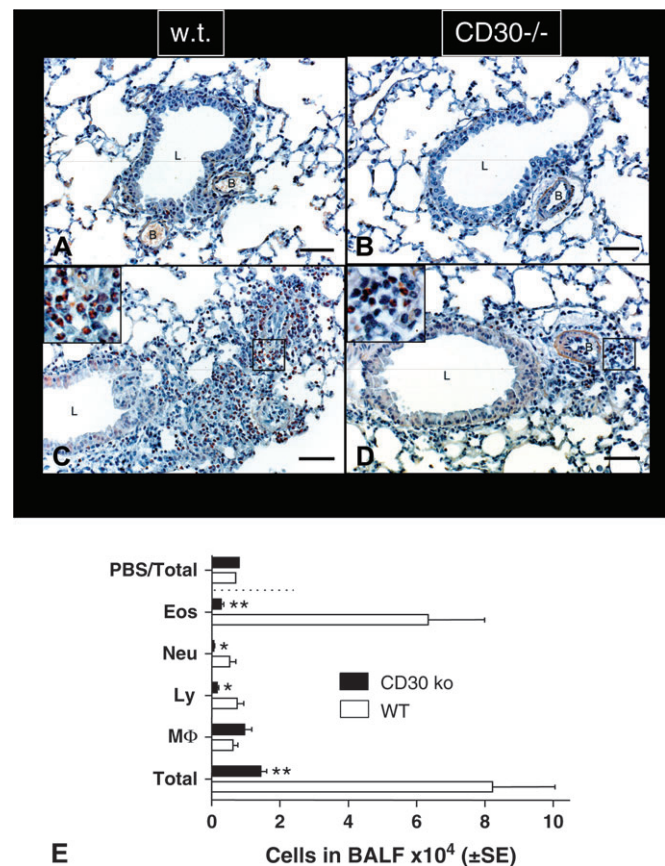 w.t.
CD30-/-
L
B
B
A
L
B
B
L
C
L
B
D
PBS/Total
Eos **
Neu *
Ly *
MΦ
Total **
CD30 ko
WT
0 2 4 6 8 10
E
Cells in BALF x10⁴ (±SE)